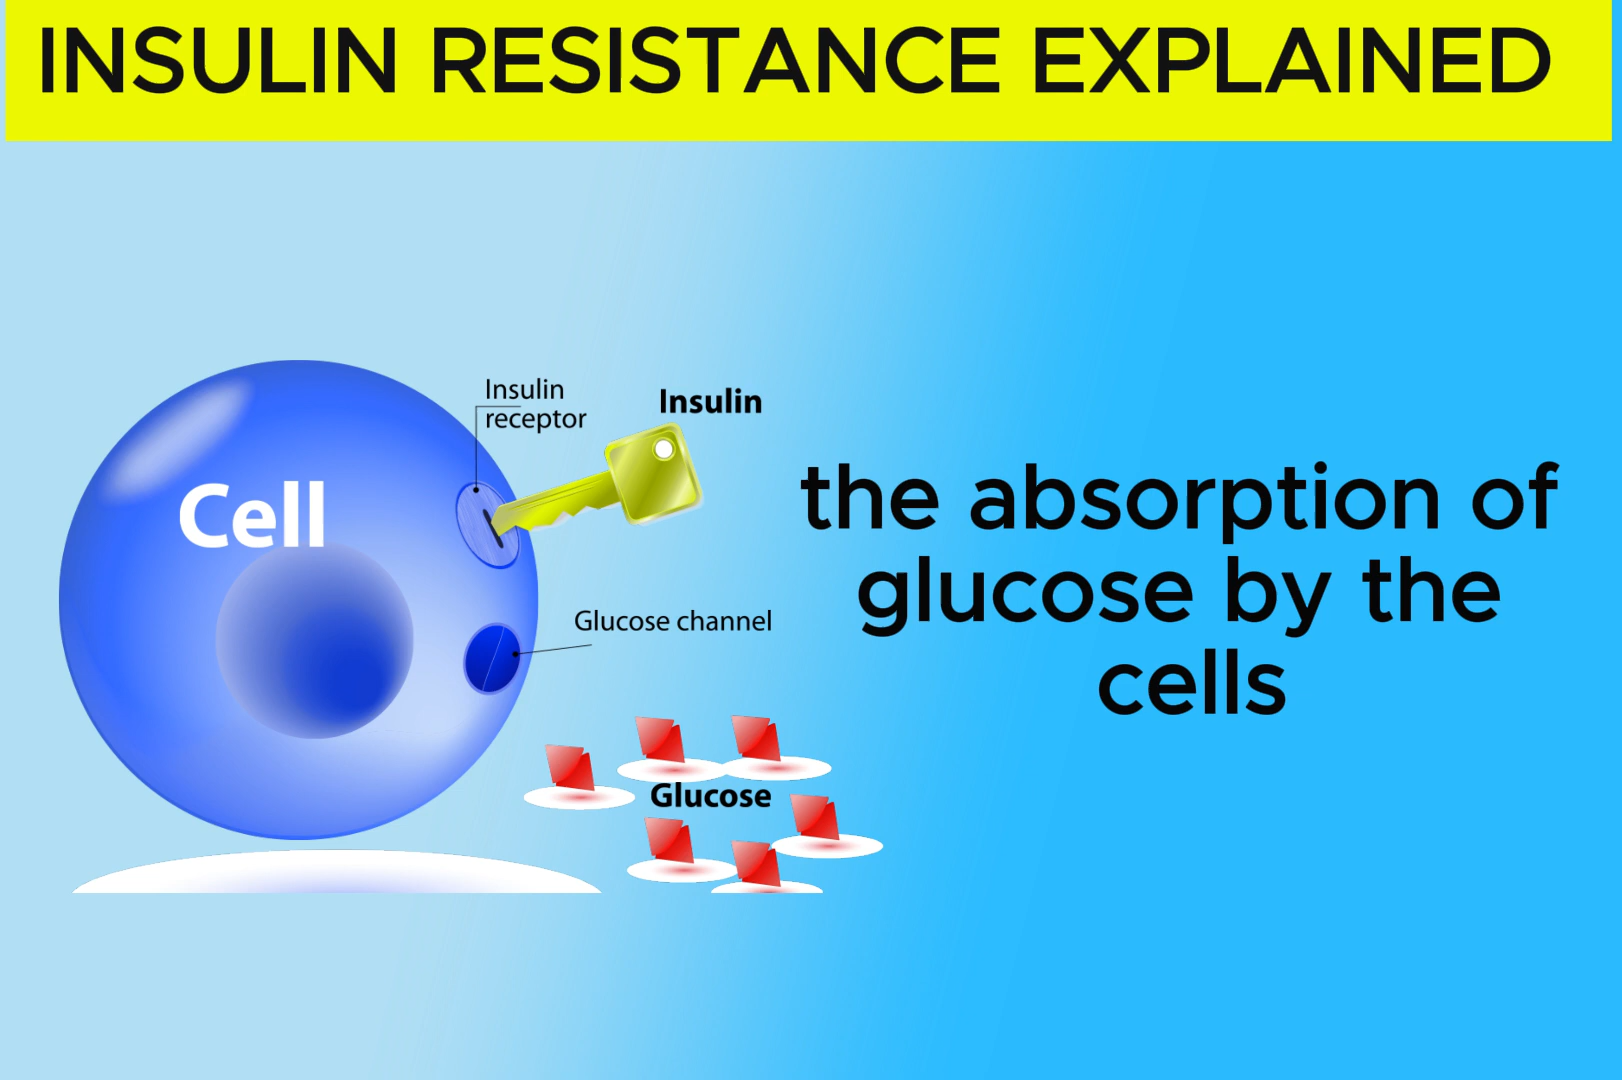 INSULIN RESISTANCE EXPLAINED
Insulin
receptor
Insulin
Cell
the absorption of
glucose by the
cells
Glucose channel
Glucose